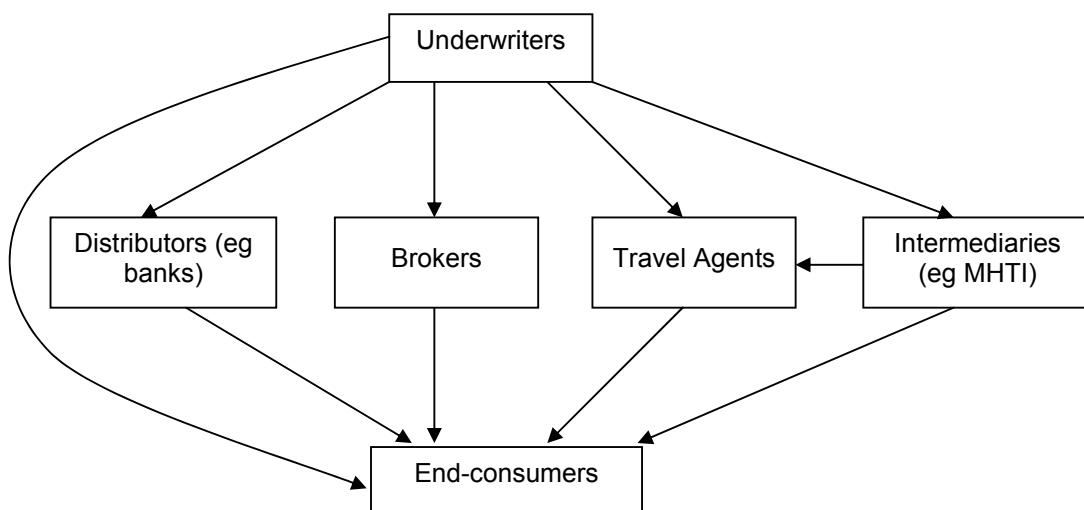 Underwriters
Distributors (eg
banks)
Brokers
Travel Agents
Intermediaries
(eg MHTI)
End-consumers